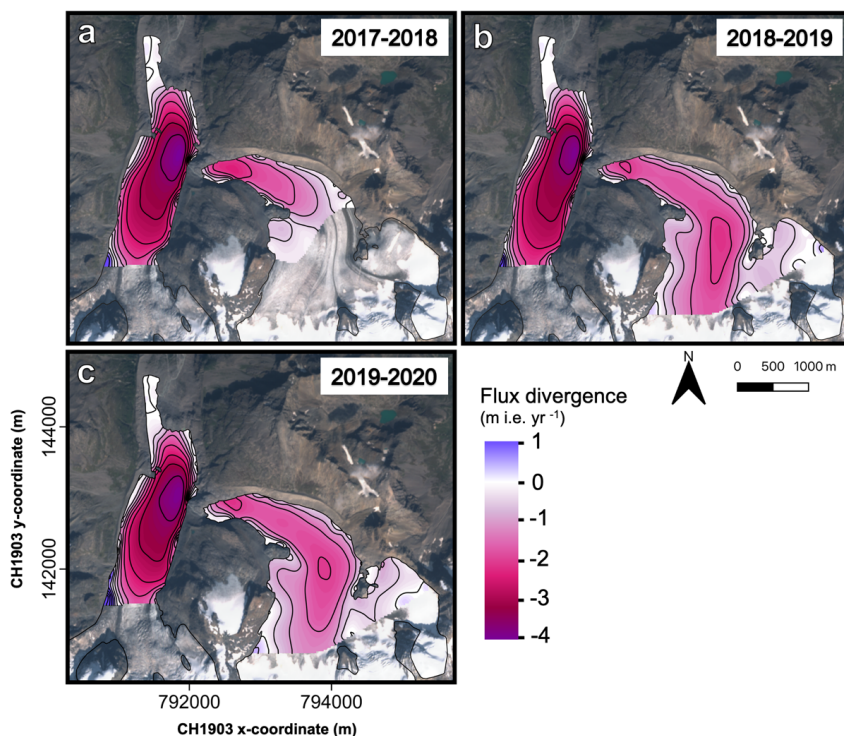 a
2017-2018
b
2018-2019
c
2019-2020
N
0 500 1000 m
Flux divergence
(m i.e. yr -1)
1
0
-1
-2
-3
-4
144000
142000
CH1903 y-coordinate (m)
792000 794000
CH1903 x-coordinate (m)